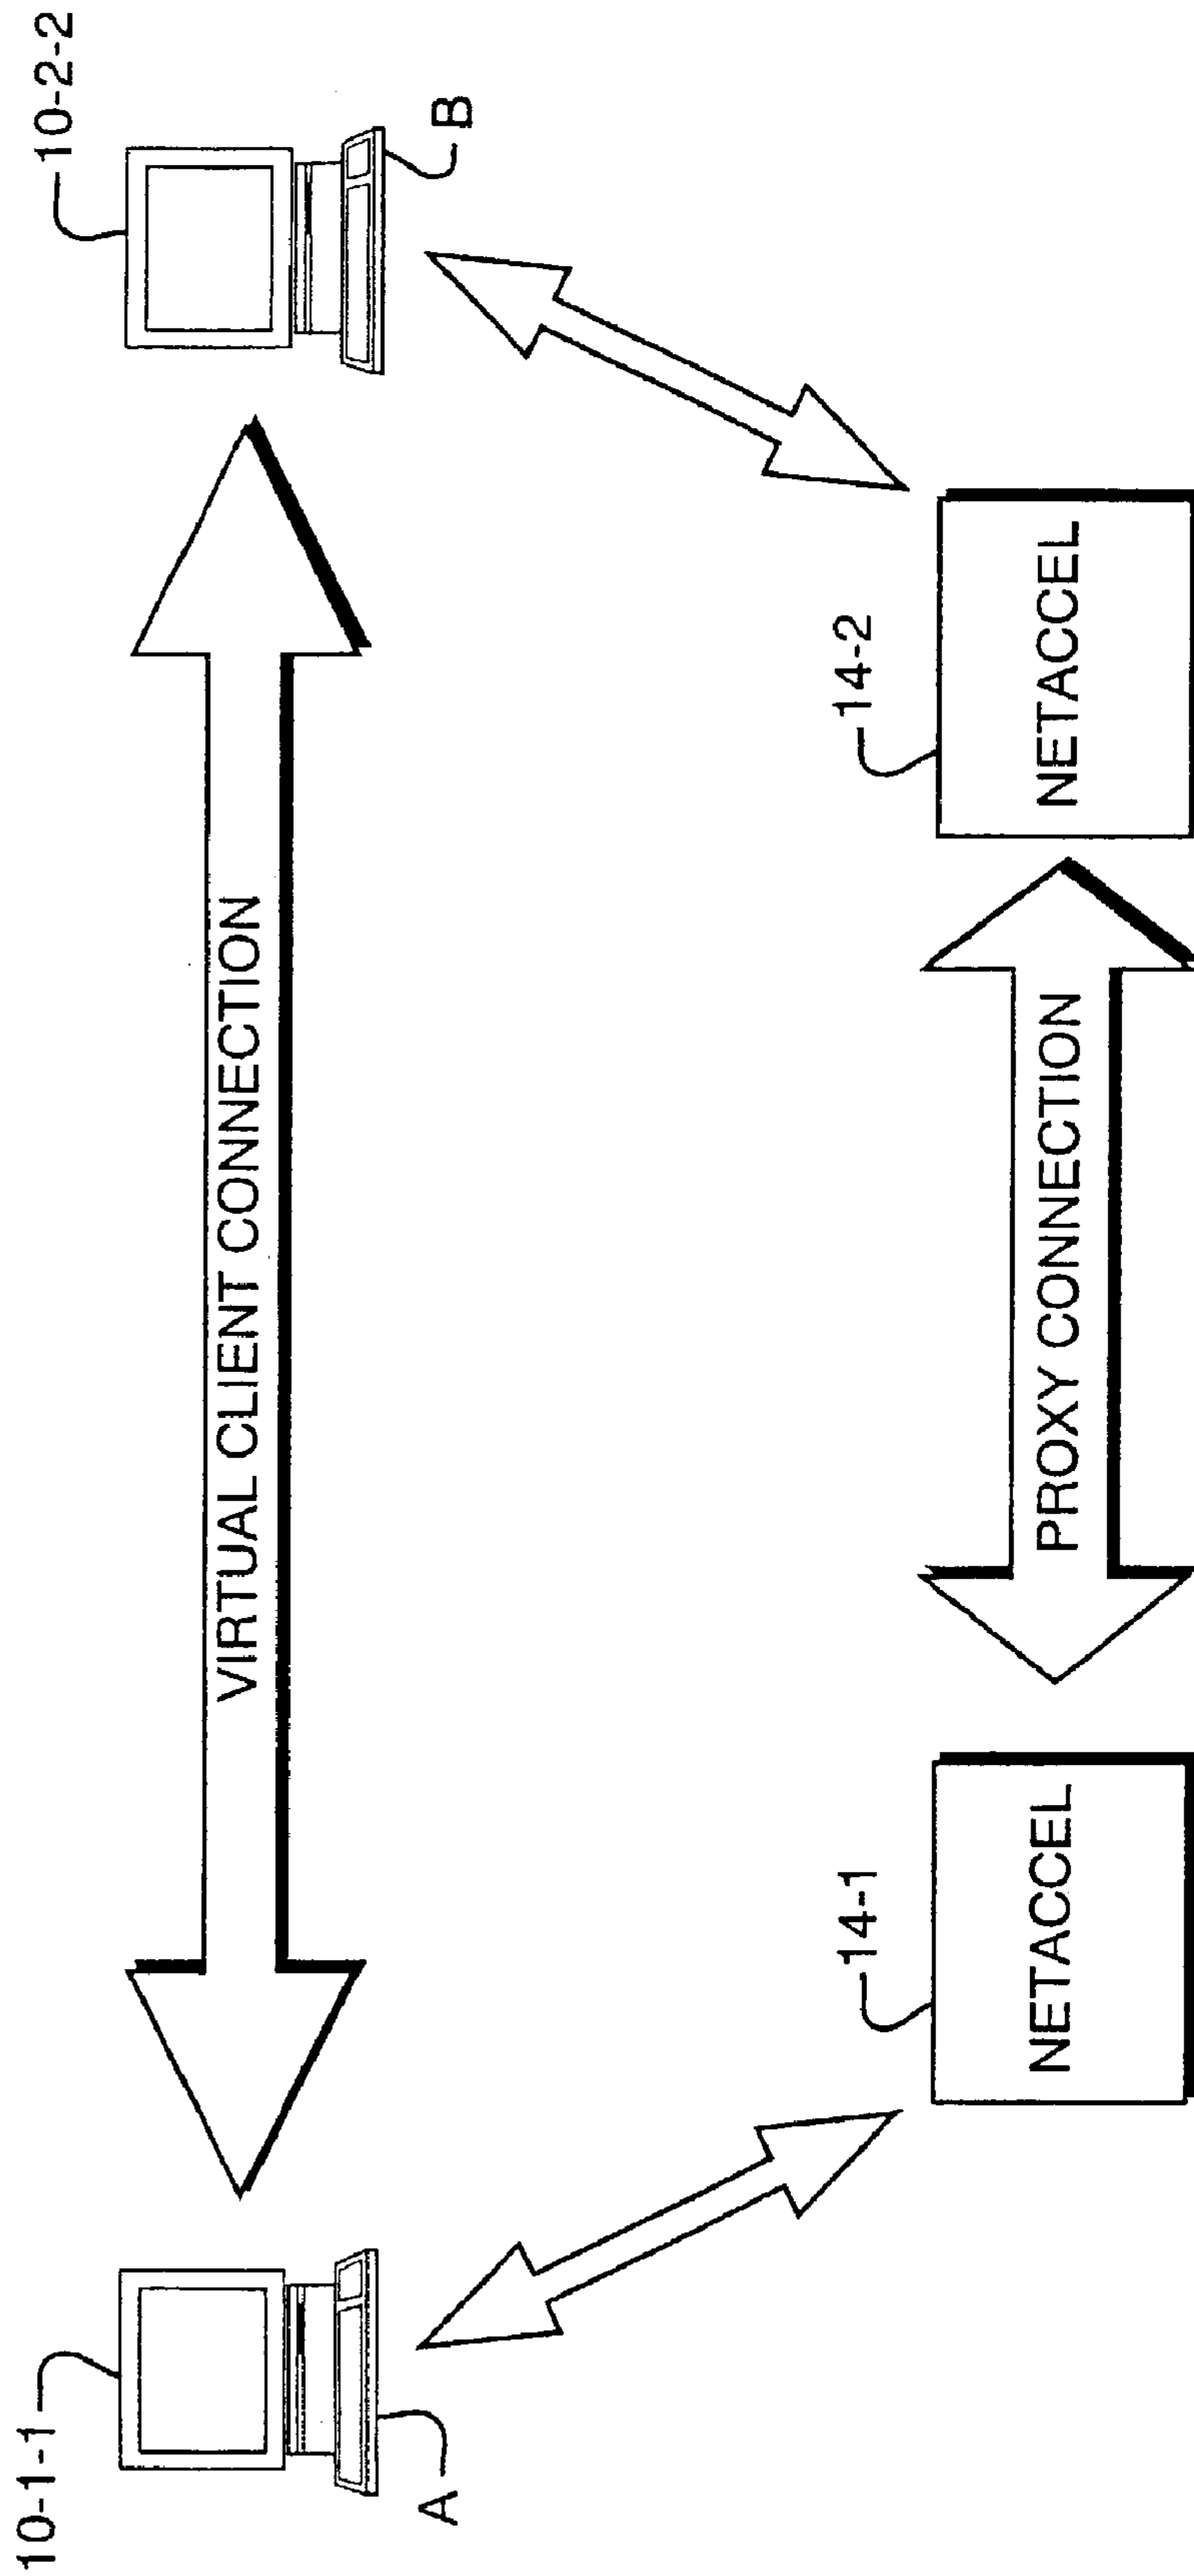 10-1-1
10-2-2
A
B
VIRTUAL CLIENT CONNECTION
14-1
14-2
NETACCEL
PROXY CONNECTION
NETACCEL